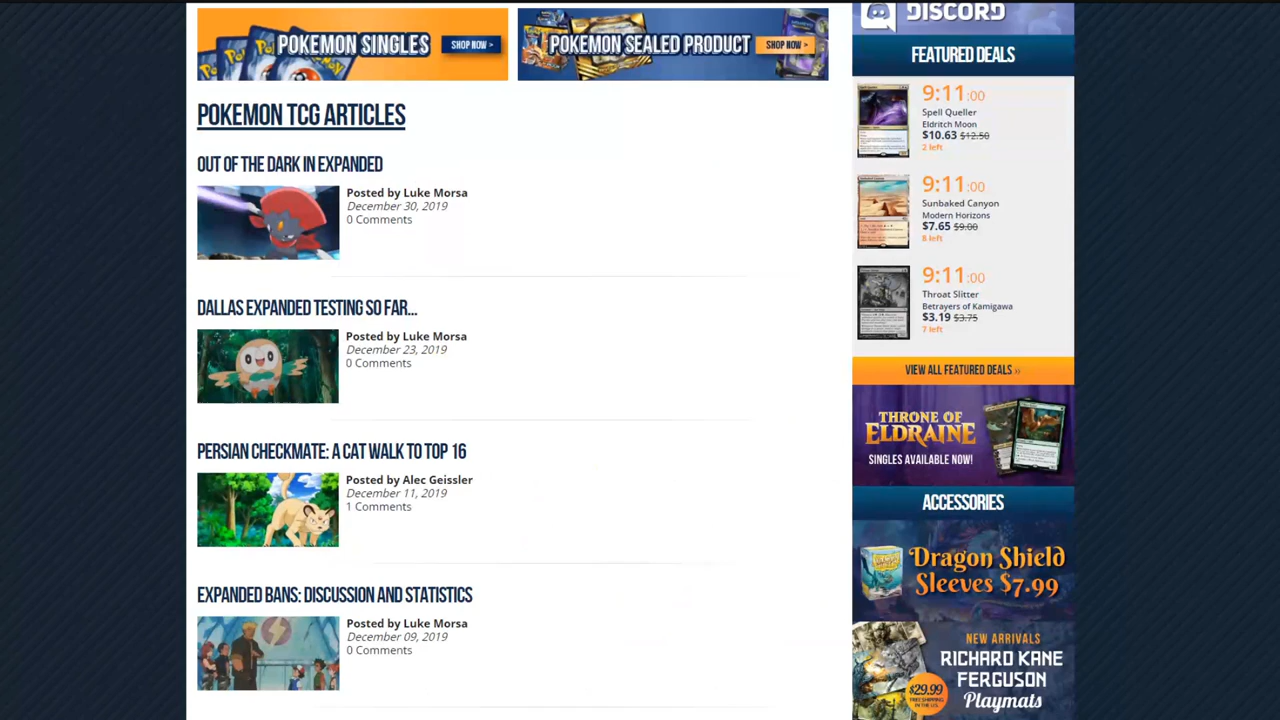 POKEMON SINGLES
SHOP NOW >
POKEMON SEALED PRODUCT
SHOP NOW >
POKEMON TCG ARTICLES
OUT OF THE DARK IN EXPANDED
Posted by Luke Morsa
December 30, 2019
0 Comments
DALLAS EXPANDED TESTING SO FAR...
Posted by Luke Morsa
December 23, 2019
0 Comments
PERSIAN CHECKMATE: A CAT WALK TO TOP 16
Posted by Alec Geissler
December 11, 2019
1 Comments
EXPANDED BANS: DISCUSSION AND STATISTICS
Posted by Luke Morsa
December 09, 2019
0 Comments
DISCORD
FEATURED DEALS
9:11:00
Spell Queller
Eldritch Moon
$10.63 $12.50
2 left
9:11:00
Sunbaked Canyon
Modern Horizons
$7.65 $9.00
8 left
9:11:00
Throat Slitter
Betrayers of Kamigawa
$3.19 $3.75
7 left
VIEW ALL FEATURED DEALS ››
THRONE OF
ELDRAINE
SINGLES AVAILABLE NOW!
ACCESSORIES
Dragon Shield
Sleeves $7.99
NEW ARRIVALS
RICHARD KANE
FERGUSON
Playmats
$29.99
FREE SHIPPING
IN THE U.S.